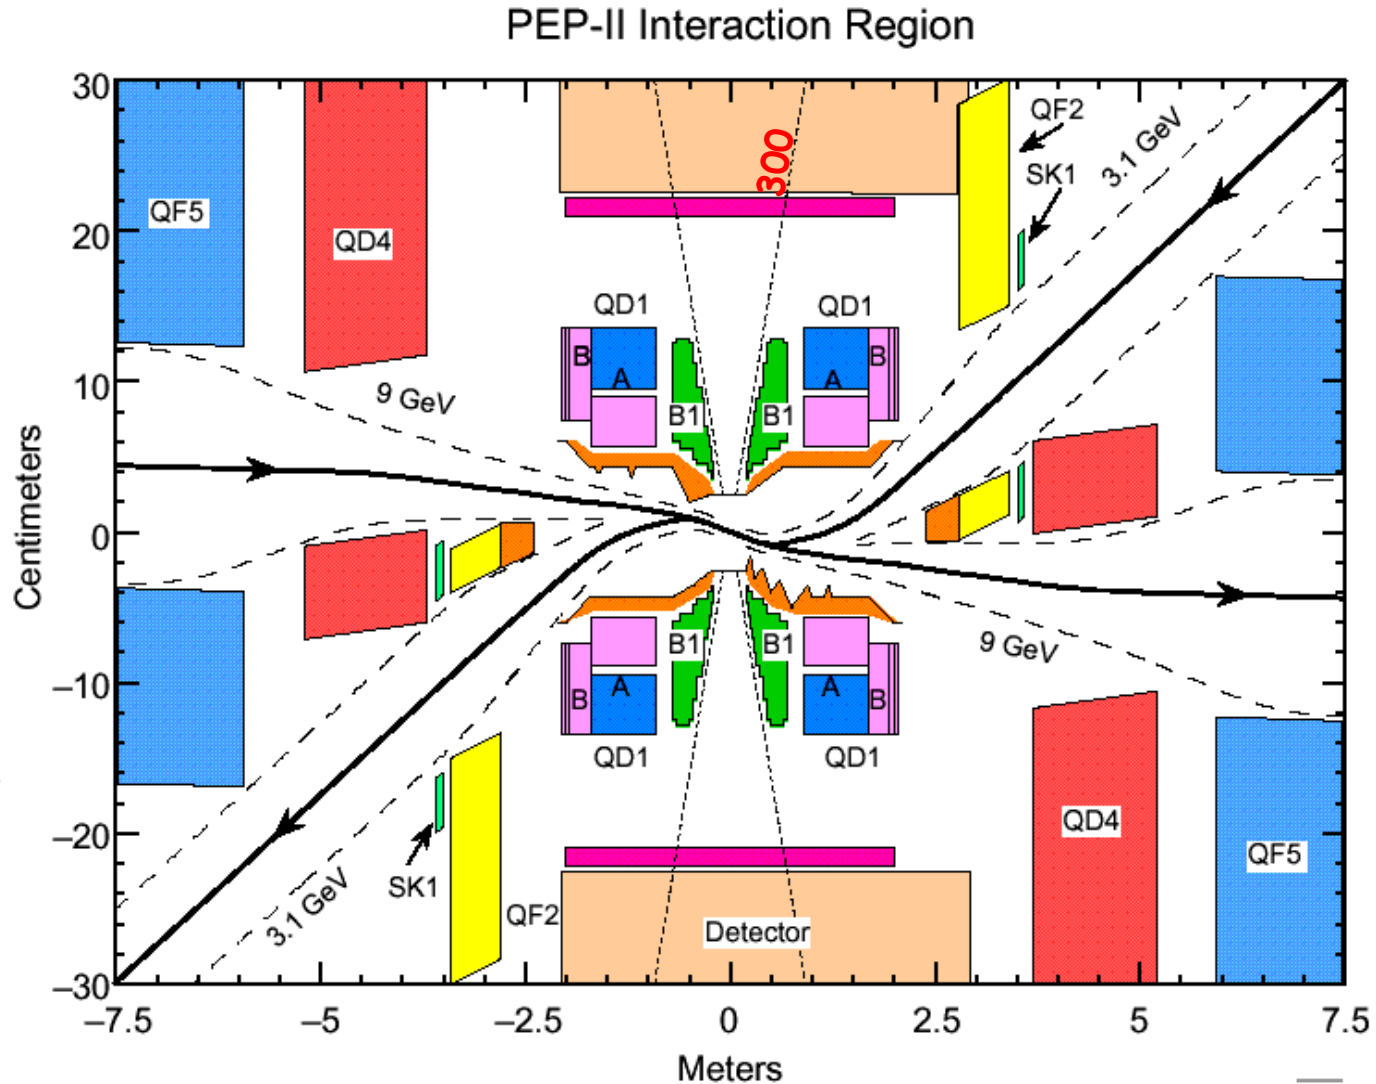 PEP-II Interaction Region
30
20
10
0
–10
–20
–30
Centimeters
–7.5
–5
–2.5
0
2.5
5
7.5
Meters
QF5
QD4
300
QF2
SK1
3.1 GeV
QD1
QD1
B
A
B1
B1
A
B
9 GeV
B1
B1
9 GeV
B
A
A
B
QD1
QD1
SK1
3.1 GeV
QF2
Detector
QD4
QF5